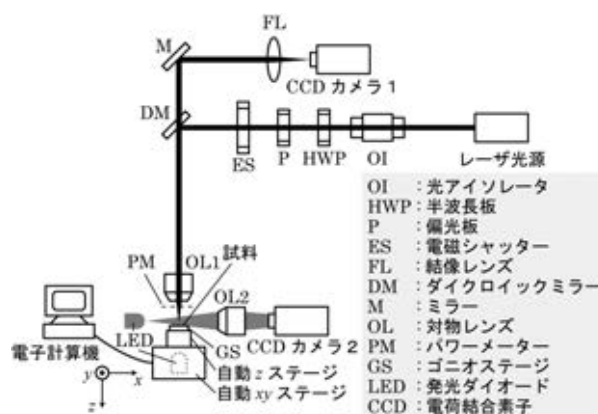 FL
M
CCD カメラ 1
DM
ES
P
HWP
OI
レーザ光源
OI ：光アイソレータ
HWP：半波長板
P ：偏光板
ES ：電磁シャッター
FL ：結像レンズ
DM ：ダイクロイックミラー
M ：ミラー
OL ：対物レンズ
PM ：パワーメーター
GS ：ゴニオステージ
LED ：発光ダイオード
CCD ：電荷結合素子
PM
OL1
試料
OL2
LED
GS
CCD カメラ 2
電子計算機
自動 z ステージ
自動 xy ステージ
y
x
z